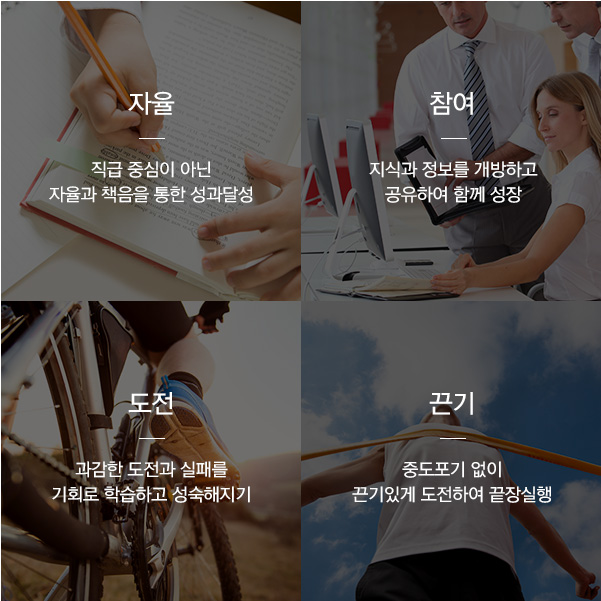 자율
직급 중심이 아닌
자율과 책음을 통한 성과달성
참여
지식과 정보를 개방하고
공유하여 함께 성장
도전
과감한 도전과 실패를
기회로 학습하고 성숙해지기
끈기
중도포기 없이
끈기있게 도전하여 끝장실행